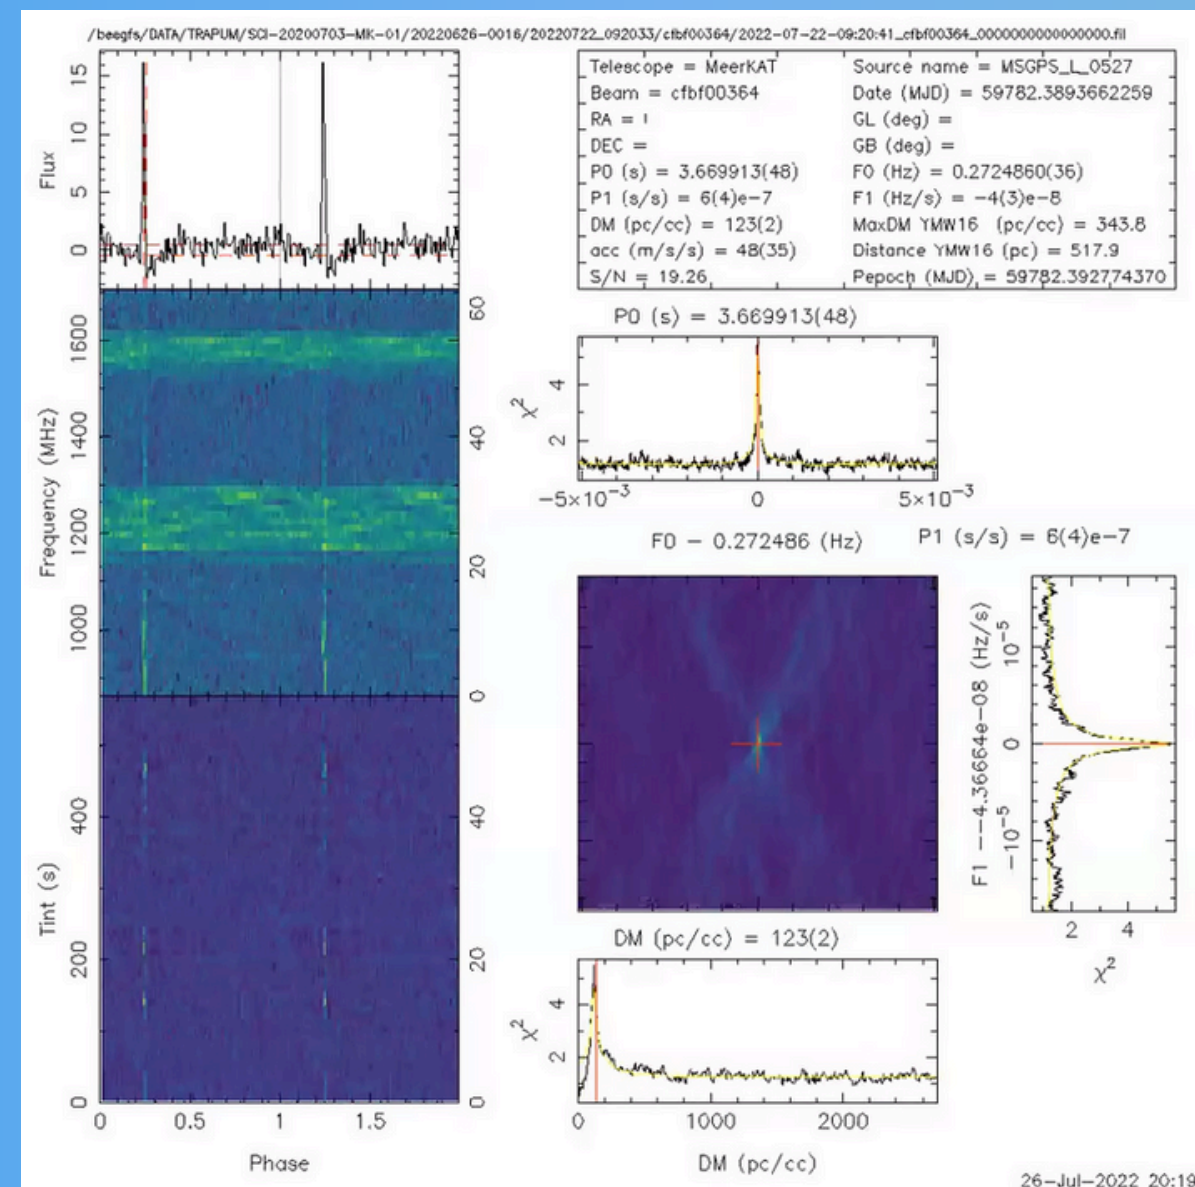 /beegfs/DATA/TRAPUM/SCI-20200703-MK-01/20220626-0016/20220722_092033/cfbf00364/2022-07-22-09:20:41_cfbf00364_0000000000000000.fil
Telescope = MeerKAT
Source name = MSGPS_L_0527
Beam = cfbf00364
Date (MJD) = 59782.3893662259
RA =
GL (deg) =
DEC =
GB (deg) =
P0 (s) = 3.669913(48)
F0 (Hz) = 0.2724860(36)
P1 (s/s) = 6(4)e-7
F1 (Hz/s) = -4(3)e-8
DM (pc/cc) = 123(2)
MaxDM YMW16 (pc/cc) = 343.8
acc (m/s/s) = 48(35)
Distance YMW16 (pc) = 517.9
S/N = 19.26
Pepoch (MJD) = 59782.392774370
Flux
15
10
5
0
Frequency (MHz)
1600
1400
1200
1000
60
40
20
0
Tint (s)
400
200
0
40
20
0
0 0.5 1 1.5
Phase
P0 (s) = 3.669913(48)
χ²
4
2
−5×10⁻³ 0 5×10⁻³
F0 − 0.272486 (Hz)
P1 (s/s) = 6(4)e-7
F1 −−4.36664e−08 (Hz/s)
10⁻⁵
0
−10⁻⁵
2 4
χ²
DM (pc/cc) = 123(2)
χ²
4
2
0 1000 2000
DM (pc/cc)
26-Jul-2022 20:19